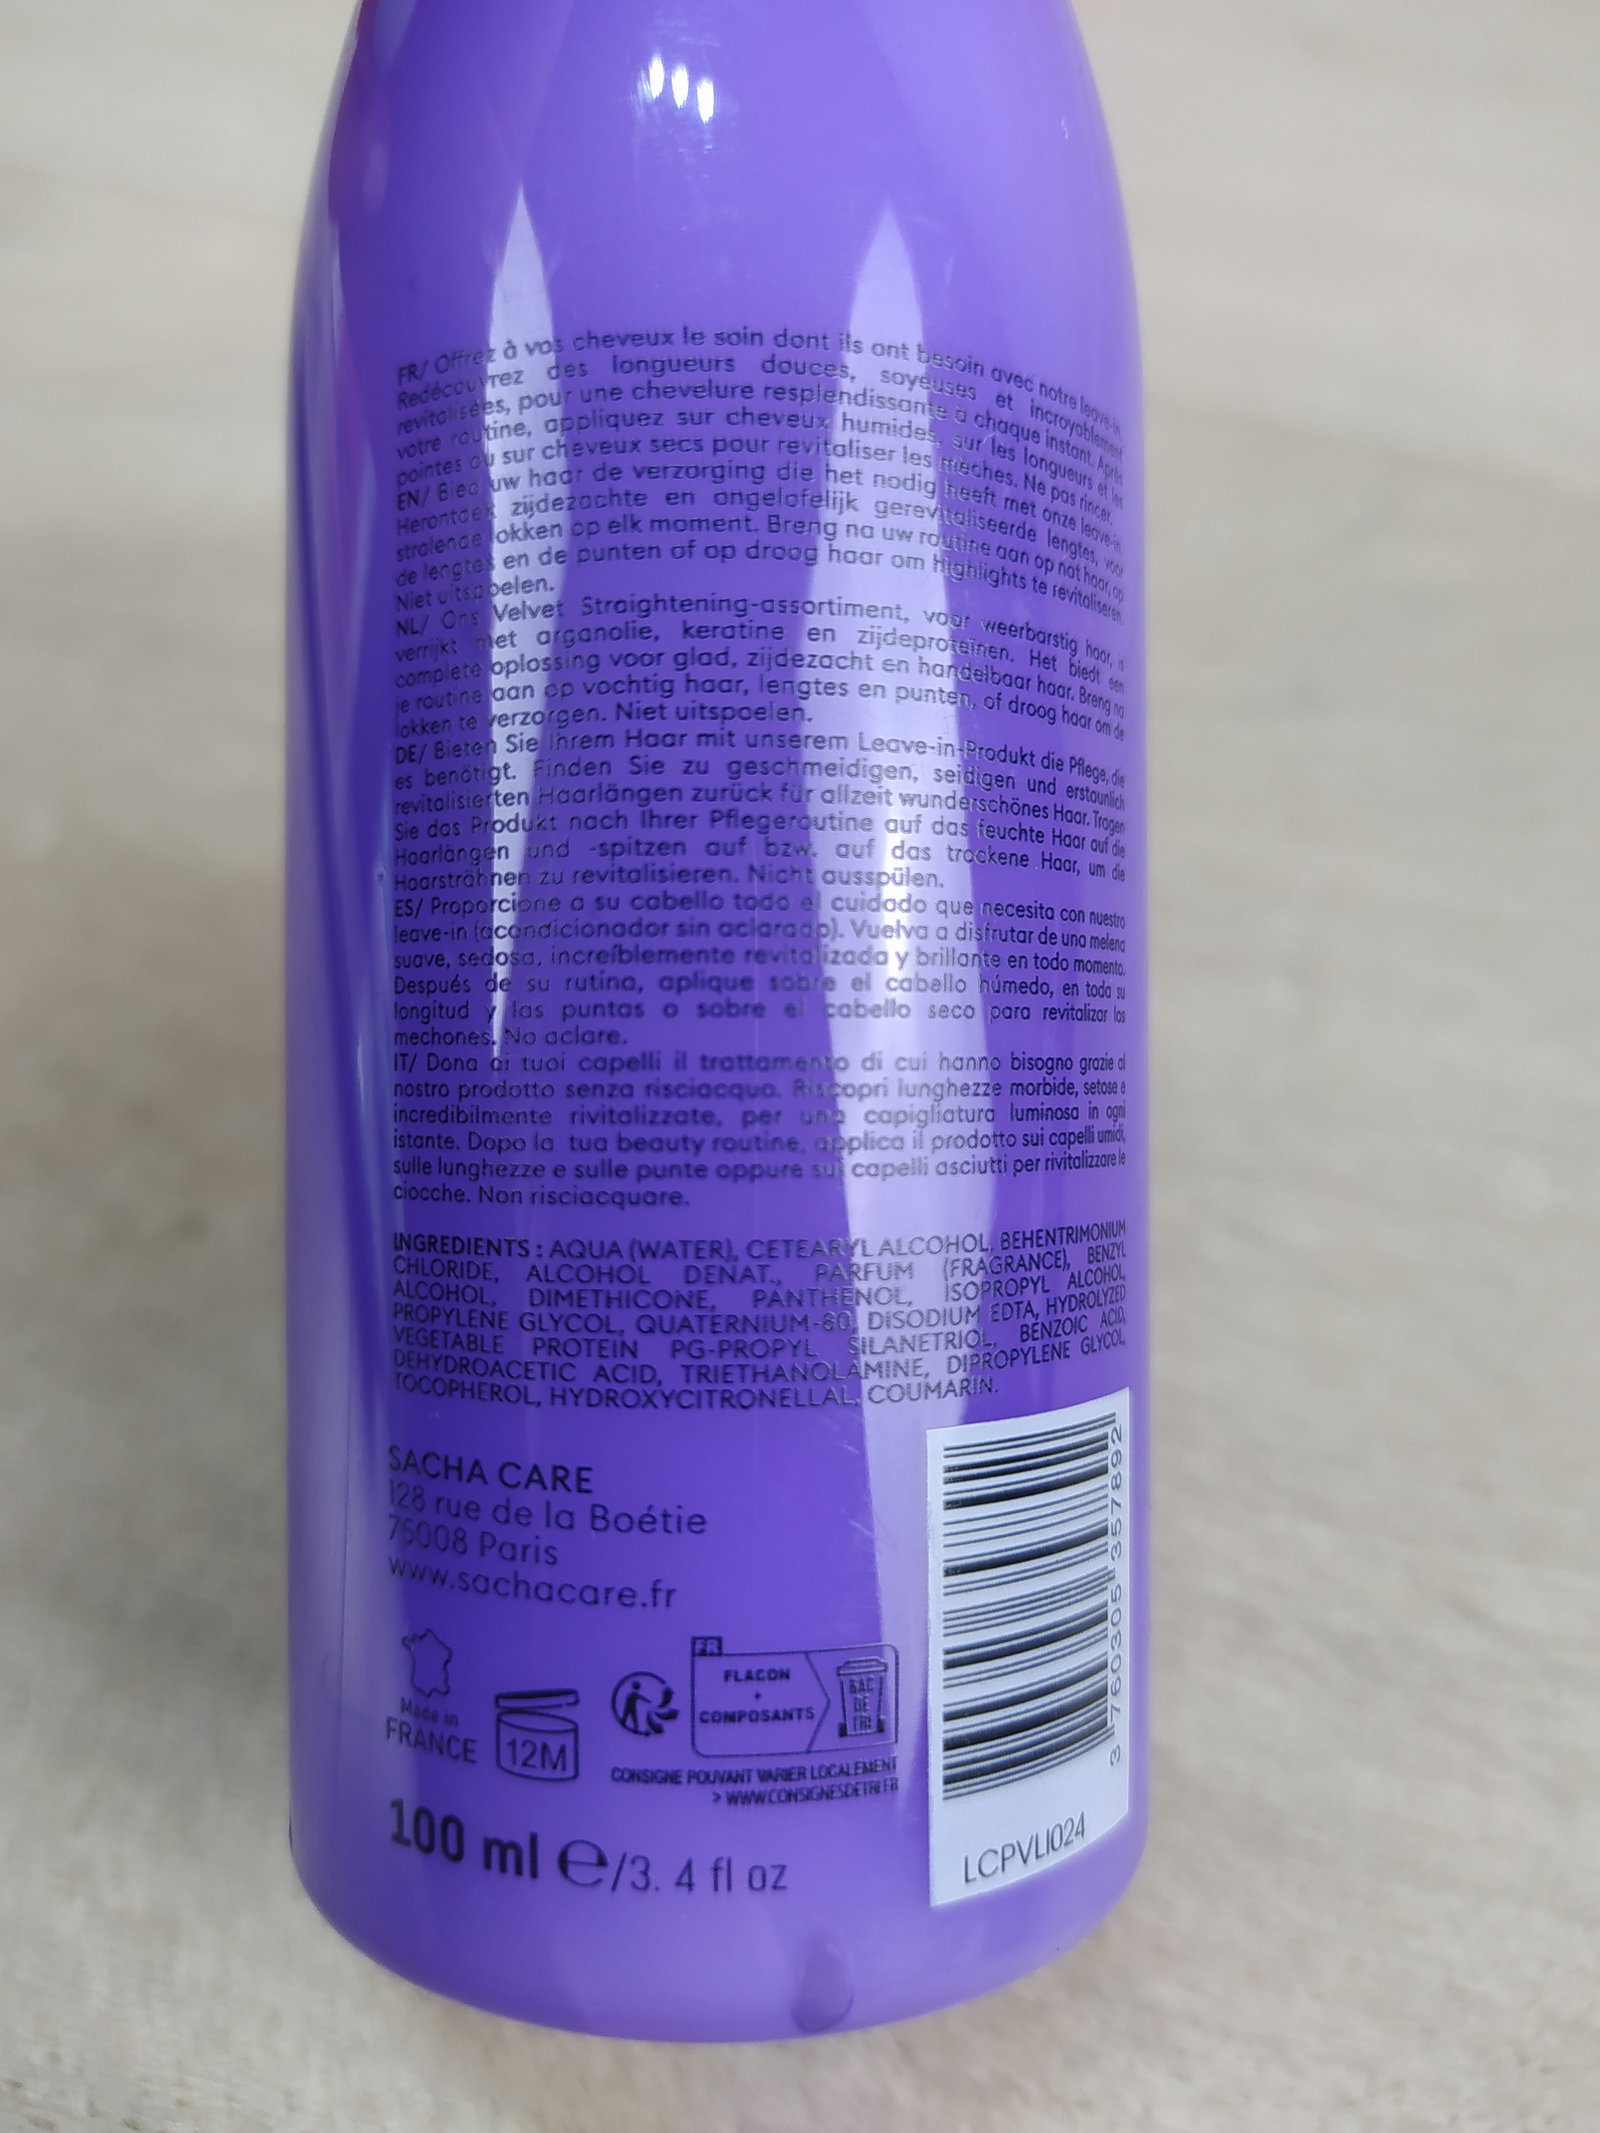 FR/ Offrez à vos cheveux le soin dont ils ont besoin avec notre leave-in.
Redécouvrez des longueurs douces, soyeuses et incroyablement
revitalisées, pour une chevelure resplendissante à chaque instant. Après
votre routine, appliquez sur cheveux humides, sur les longueurs et les
pointes ou sur cheveux secs pour revitaliser les mèches. Ne pas rincer.
EN/ Bied uw haar de verzorging die het nodig heeft met onze leave-in.
Herontdek zijdezachte en ongelofelijk gerevitaliseerde lengtes, voor
stralende lokken op elk moment. Breng na uw routine aan op nat haar, op
de lengtes en de punten of op droog haar om highlights te revitaliseren.
Niet uitspoelen.
NL/ Ons Velvet Straightening-assortiment, voor weerbarstig haar, is
verrijkt met arganolie, keratine en zijdeproteïnen. Het biedt een
complete oplossing voor glad, zijdezacht en handelbaar haar. Breng na
je routine aan op vochtig haar, lengtes en punten, of droog haar om de
lokken te verzorgen. Niet uitspoelen.
DE/ Bieten Sie Ihrem Haar mit unserem Leave-in-Produkt die Pflege, die
es benötigt. Finden Sie zu geschmeidigen, seidigen und erstaunlich
revitalisierten Haarlängen zurück für allzeit wunderschönes Haar. Tragen
Sie das Produkt nach Ihrer Pflegeroutine auf das feuchte Haar auf die
Haarlängen und -spitzen auf bzw. auf das trockene Haar, um die
Haarsträhnen zu revitalisieren. Nicht ausspülen.
ES/ Proporcione a su cabello todo el cuidado que necesita con nuestro
leave-in (acondicionador sin aclarado). Vuelva a disfrutar de una melena
suave, sedosa, increíblemente revitalizada y brillante en todo momento.
Después de su rutina, aplique sobre el cabello húmedo, en toda su
longitud y las puntas o sobre el cabello seco para revitalizar los
mechones. No aclare.
IT/ Dona ai tuoi capelli il trattamento di cui hanno bisogno grazie al
nostro prodotto senza risciacquo. Riscopri lunghezze morbide, setose e
incredibilmente rivitalizzate, per una capigliatura luminosa in ogni
istante. Dopo la tua beauty routine, applica il prodotto sui capelli umidi,
sulle lunghezze e sulle punte oppure sui capelli asciutti per rivitalizzare le
ciocche. Non risciacquare.
INGREDIENTS : AQUA (WATER), CETEARYL ALCOHOL, BEHENTRIMONIUM
CHLORIDE, ALCOHOL DENAT., PARFUM (FRAGRANCE), BENZYL
ALCOHOL, DIMETHICONE, PANTHENOL, ISOPROPYL ALCOHOL,
PROPYLENE GLYCOL, QUATERNIUM-80, DISODIUM EDTA, HYDROLYZED
VEGETABLE PROTEIN PG-PROPYL SILANETRIOL, BENZOIC ACID,
DEHYDROACETIC ACID, TRIETHANOLAMINE, DIPROPYLENE GLYCOL,
TOCOPHEROL, HYDROXYCITRONELLAL, COUMARIN.
SACHA CARE
128 rue de la Boétie
75008 Paris
www.sachacare.fr
Made in
FRANCE
12M
FR
FLACON
+
COMPOSANTS
BAC
DE
TRI
CONSIGNE POUVANT VARIER LOCALEMENT
> WWW.CONSIGNESDETRI.FR
100 ml ℮/3. 4 fl oz
3 760305 357892
LCPVLI024